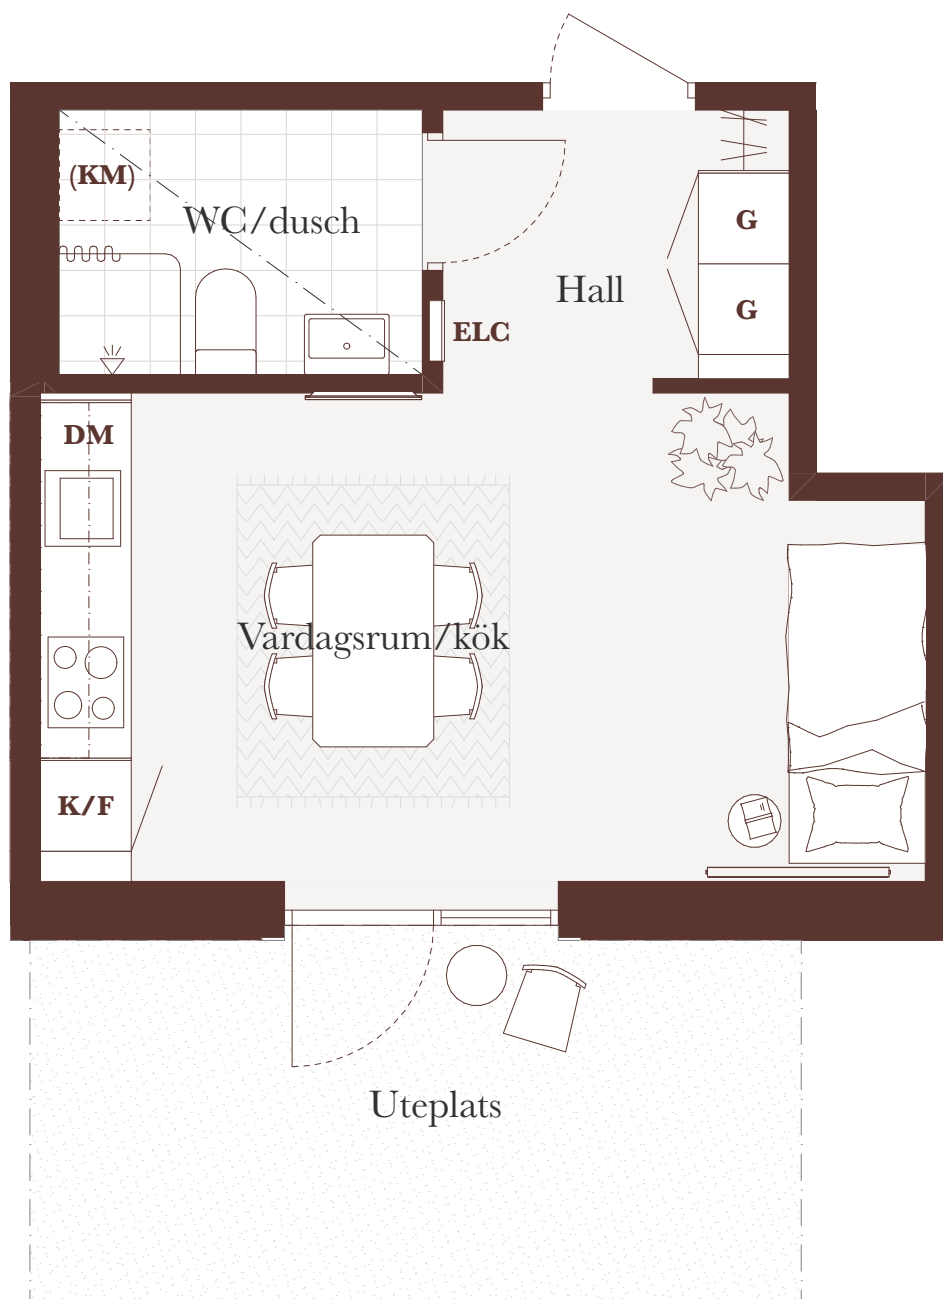 (KM)
WC/dusch
G
Hall
G
ELC
DM
Vardagsrum/kök
K/F
Uteplats